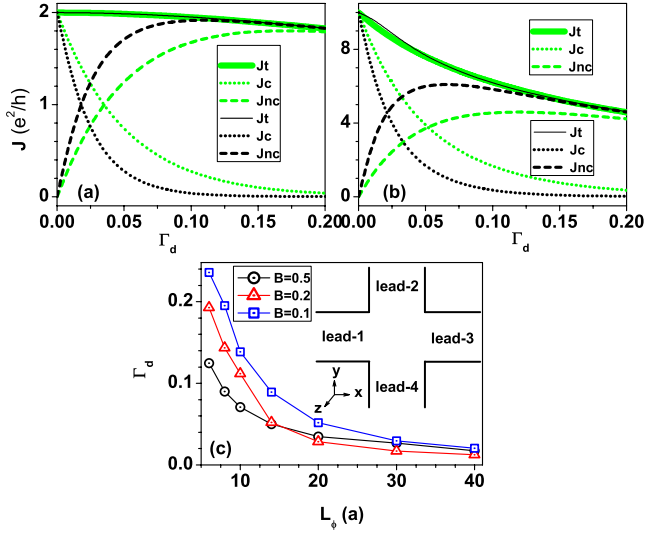 J (e²/h)
2
1
0
Jt
Jc
Jnc
Jt
Jc
Jnc
(a)
0.00 0.05 0.10 0.15 0.20
Γd
10
5
0
Jt
Jc
Jnc
Jt
Jc
Jnc
(b)
0.00 0.05 0.10 0.15 0.20
Γd
Γd
0.2
0.1
0.0
B=0.5
B=0.2
B=0.1
lead-2
lead-1
lead-3
lead-4
y
x
z
(c)
10 20 30 40
Lϕ (a)